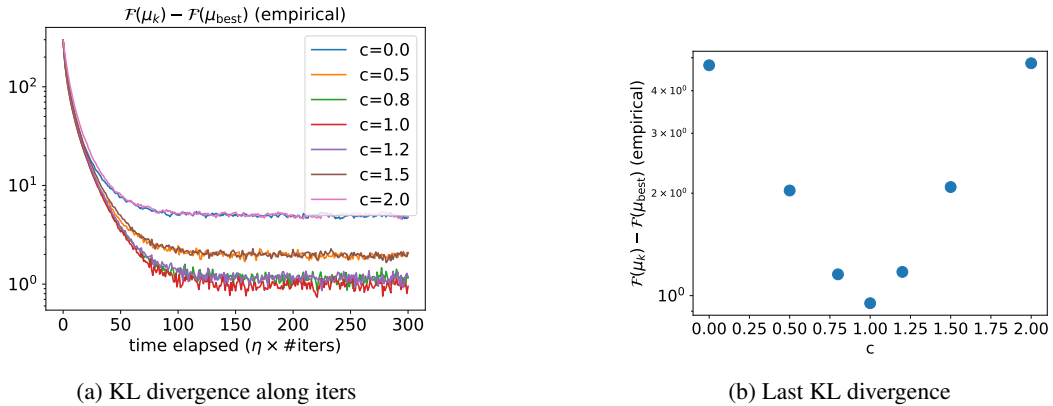 𝓕(μₖ) − 𝓕(μ_best) (empirical)
10²
10¹
10⁰
c=0.0
c=0.5
c=0.8
c=1.0
c=1.2
c=1.5
c=2.0
0 50 100 150 200 250 300
time elapsed (η × #iters)
(a) KL divergence along iters
𝓕(μₖ) − 𝓕(μ_best) (empirical)
4 × 10⁰
3 × 10⁰
2 × 10⁰
10⁰
0.00 0.25 0.50 0.75 1.00 1.25 1.50 1.75 2.00
c
(b) Last KL divergence